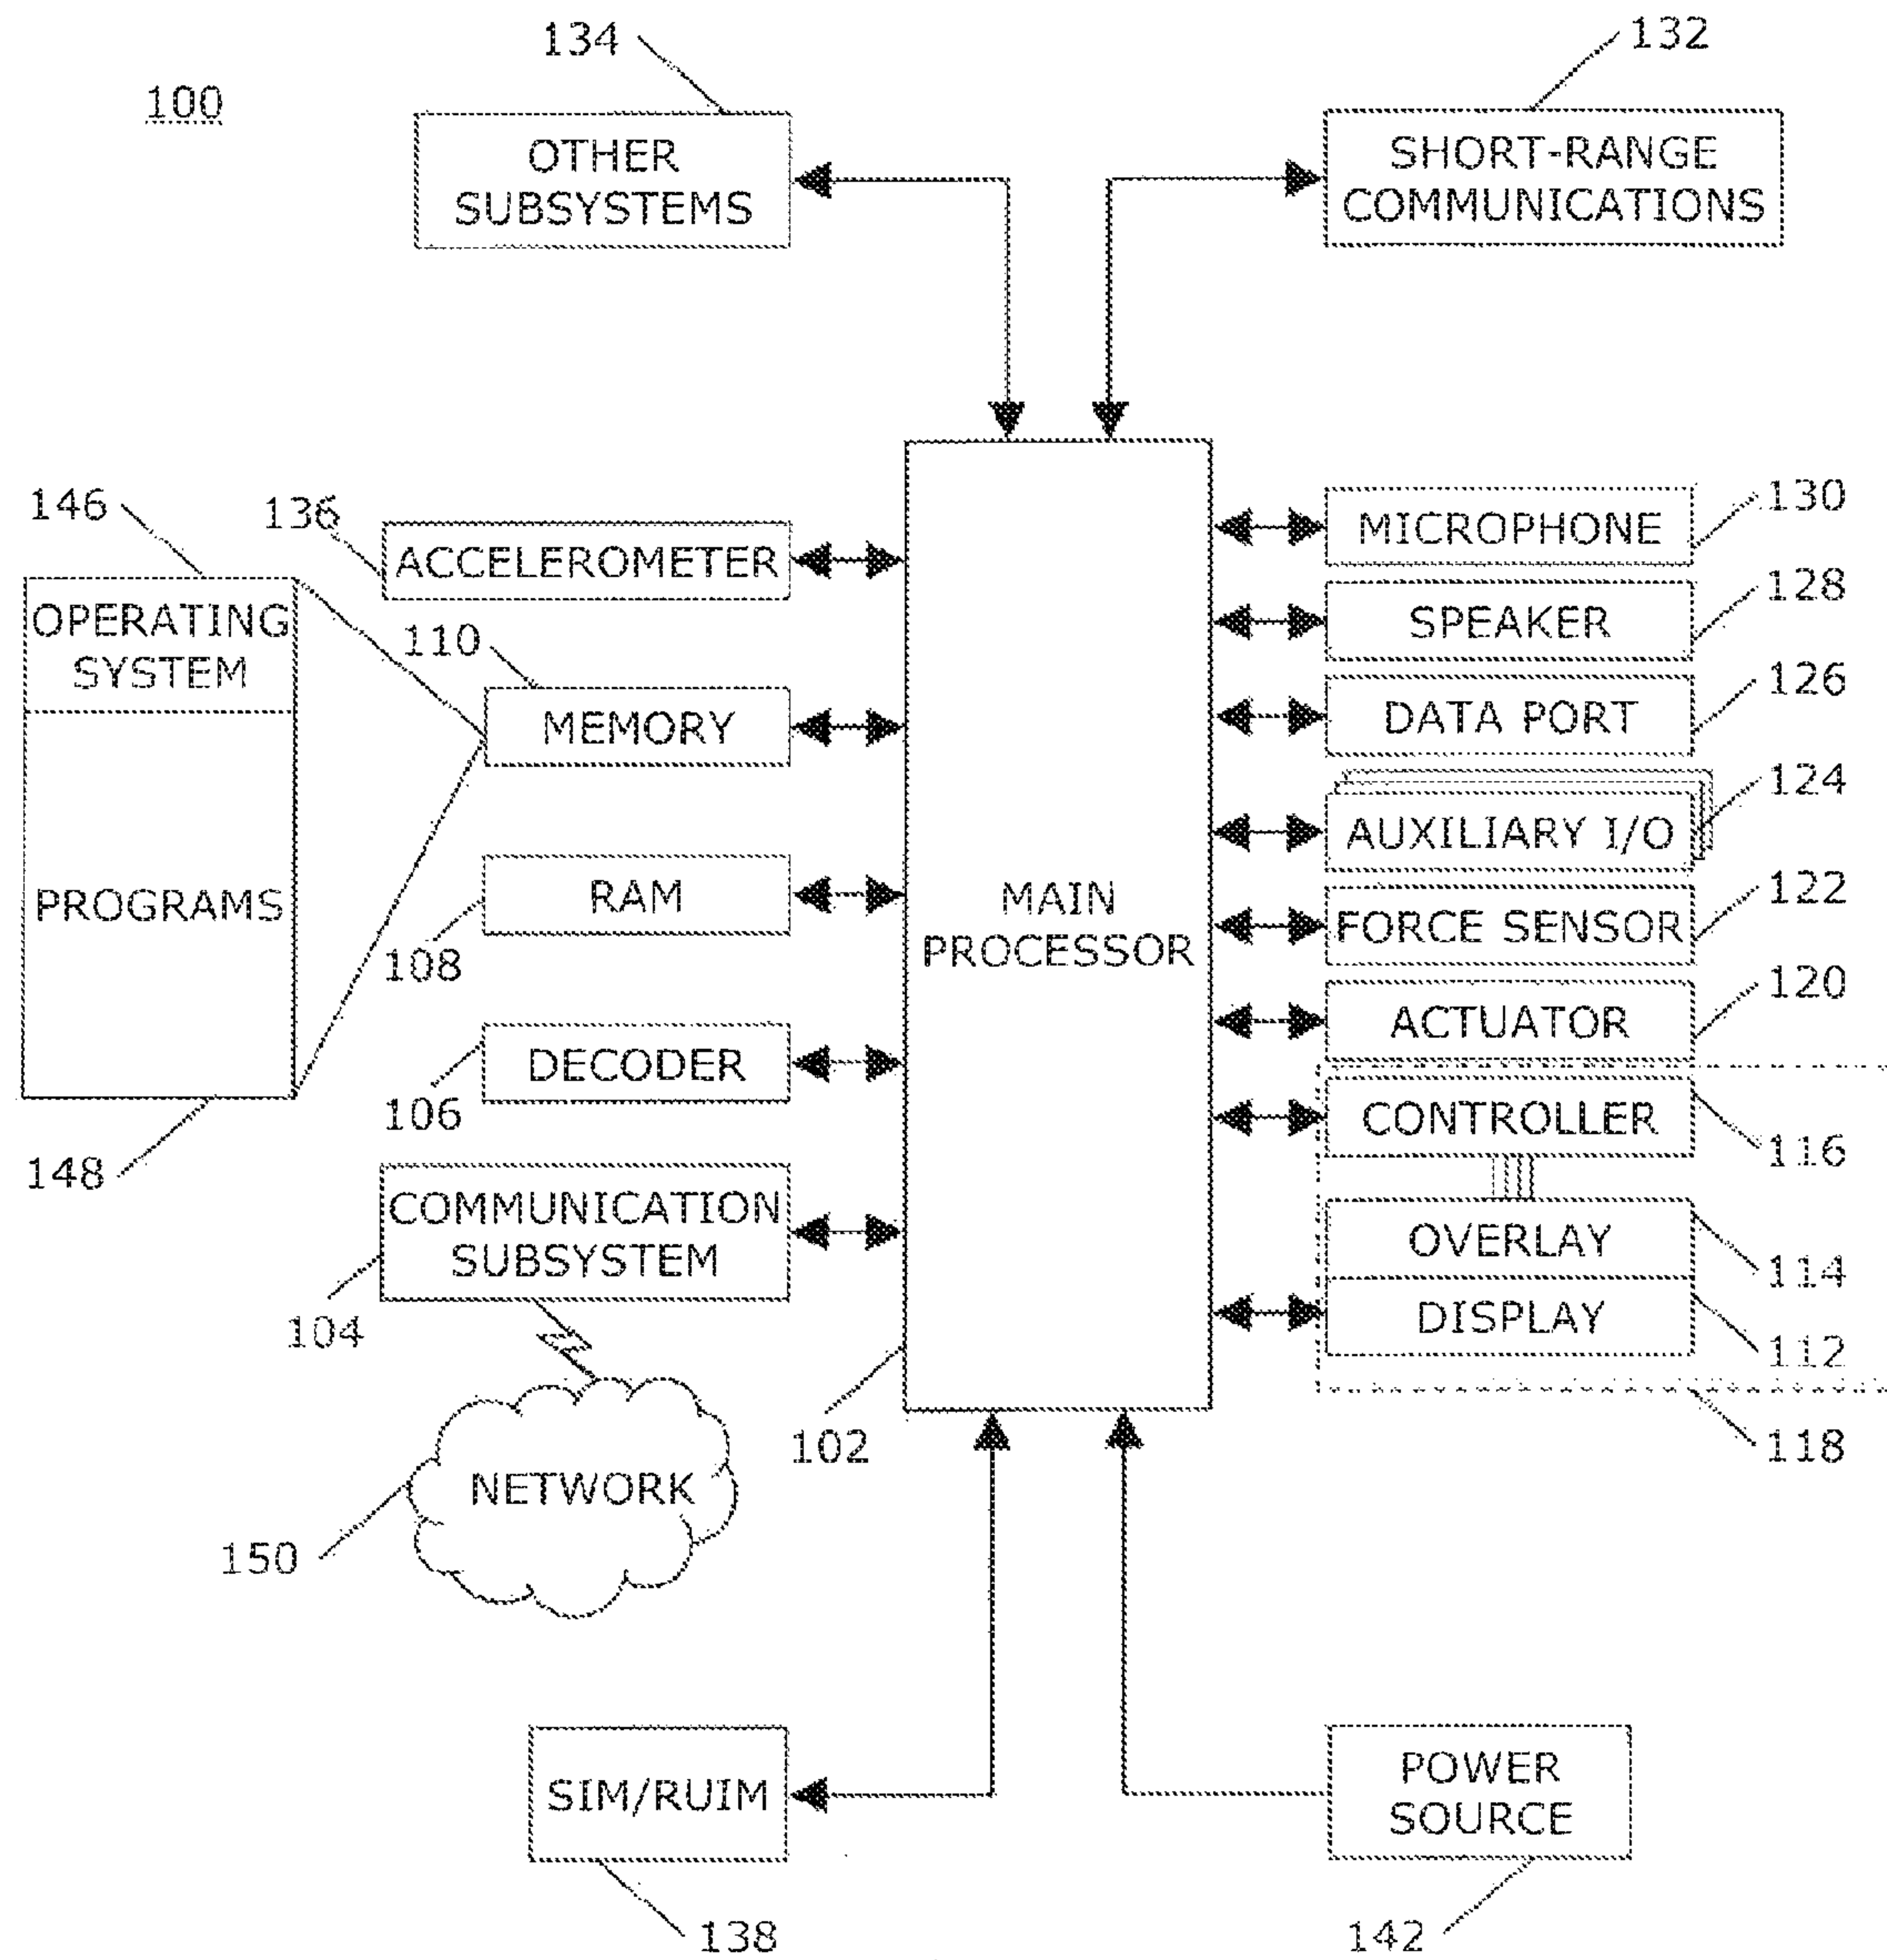 134
132
100
OTHER
SUBSYSTEMS
SHORT-RANGE
COMMUNICATIONS
146
136
ACCELEROMETER
MICROPHONE
130
OPERATING
SYSTEM
110
SPEAKER
128
MEMORY
DATA PORT
126
PROGRAMS
RAM
108
MAIN
PROCESSOR
AUXILIARY I/O
124
FORCE SENSOR
122
DECODER
106
ACTUATOR
120
148
CONTROLLER
116
COMMUNICATION
SUBSYSTEM
104
OVERLAY
114
DISPLAY
112
102
118
NETWORK
150
SIM/RUIM
POWER
SOURCE
138
142